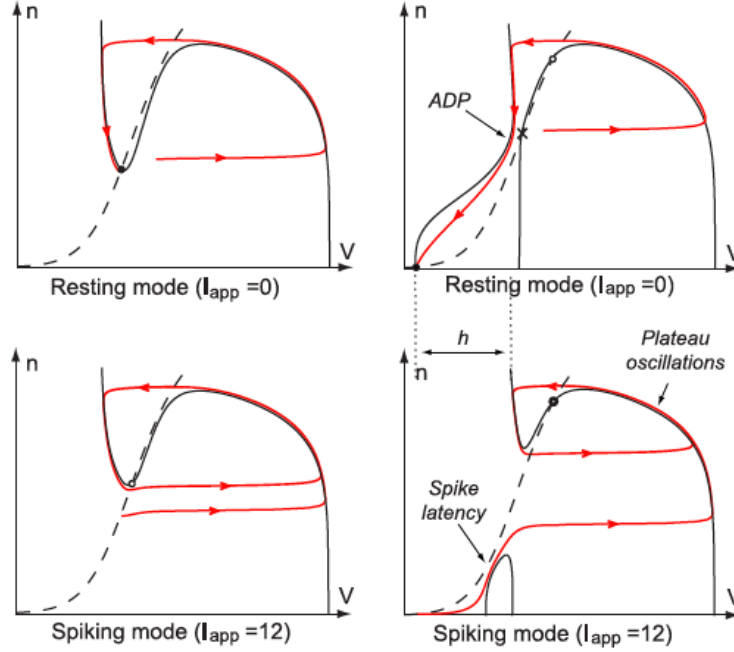 n
V
Resting mode (Iapp =0)
n
ADP
V
Resting mode (Iapp =0)
n
V
Spiking mode (Iapp =12)
h
n
Plateau
oscillations
Spike
latency
V
Spiking mode (Iapp =12)